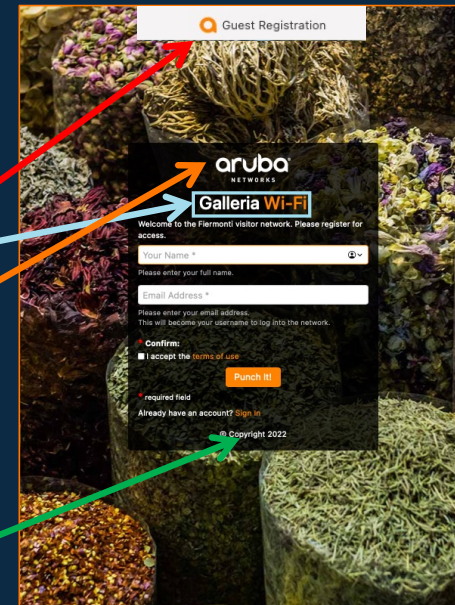 Guest Registration
aruba
NETWORKS
Galleria Wi-Fi
Welcome to the Fiermonti visitor network. Please register for
access.
Your Name *
Please enter your full name.
Email Address *
Please enter your email address.
This will become your username to log into the network.
* Confirm:
I accept the terms of use
Punch It!
* required field
Already have an account? Sign In
© Copyright 2022